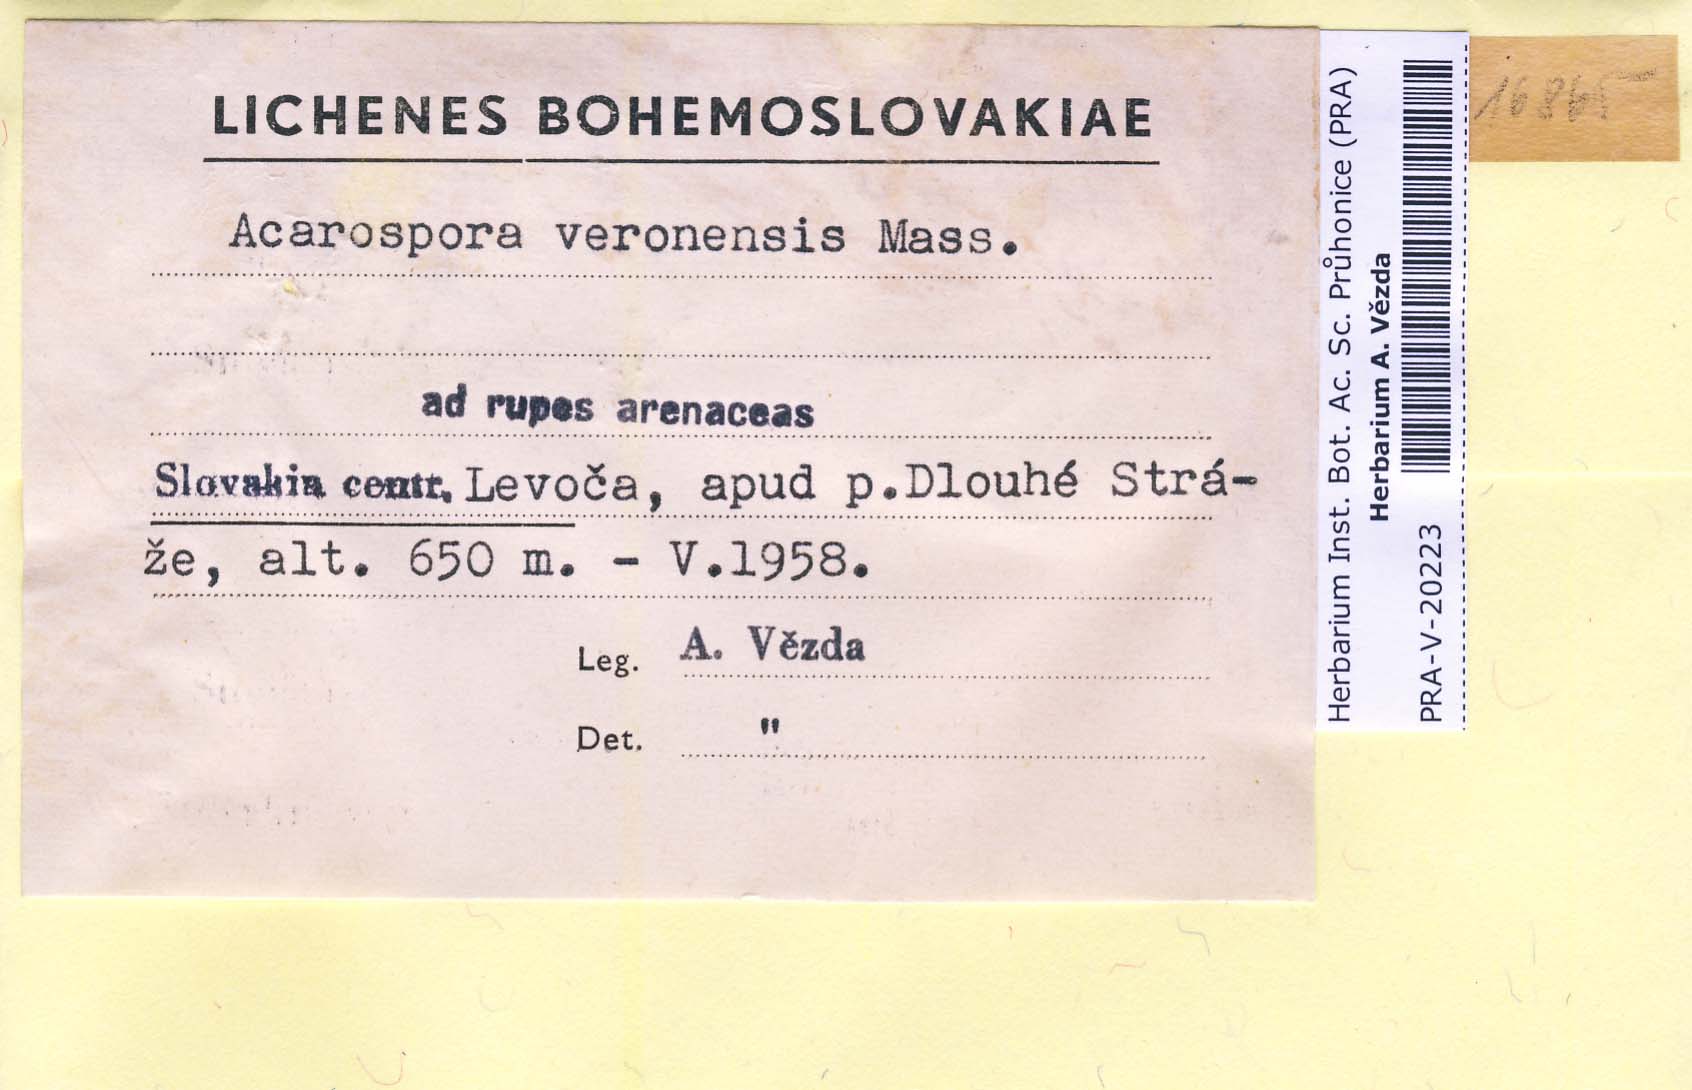 LICHENES BOHEMOSLOVAKIAE
Acarospora veronensis Mass.
ad rupes arenaceas
Slovakia centr. Levoča, apud p.Dlouhé Strá-
že, alt. 650 m. - V.1958.
Leg. A. Vězda
Det. "
Herbarium Inst. Bot. Ac. Sc. Průhonice (PRA)
Herbarium A. Vězda
PRA-V-20223